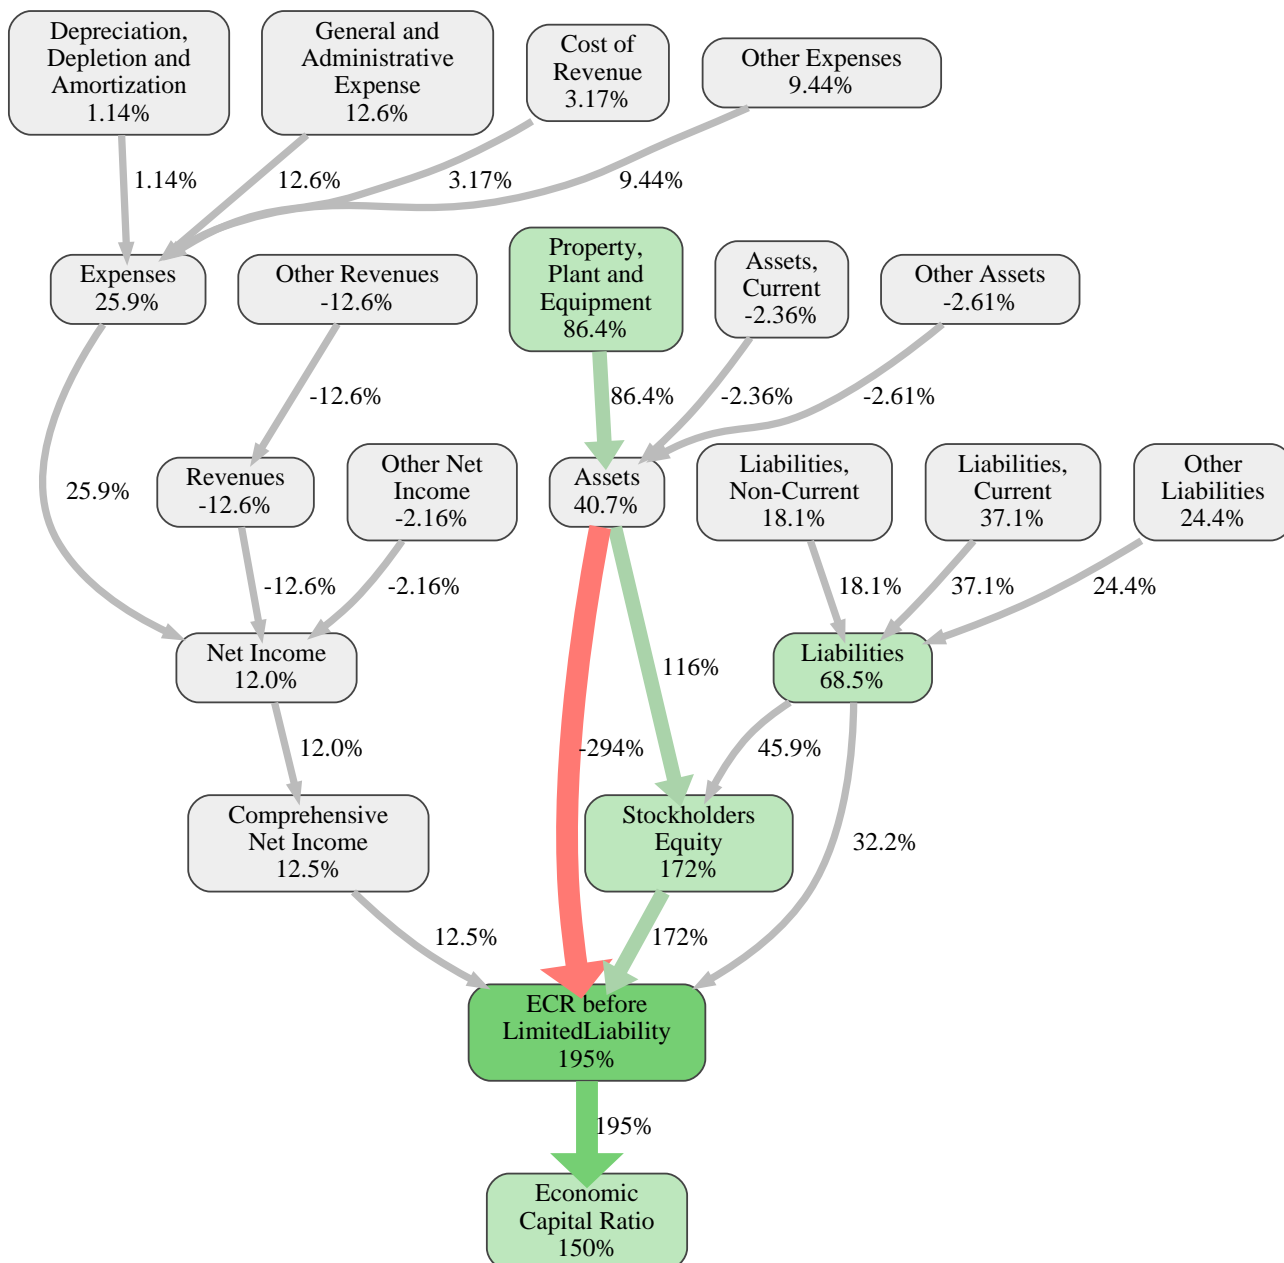 Depreciation,
Depletion and
Amortization
1.14%
General and
Administrative
Expense
12.6%
Cost of
Revenue
3.17%
Other Expenses
9.44%
1.14%
12.6%
3.17%
9.44%
Expenses
25.9%
Other Revenues
-12.6%
Property,
Plant and
Equipment
86.4%
Assets,
Current
-2.36%
Other Assets
-2.61%
-12.6%
86.4%
-2.36%
-2.61%
25.9%
Revenues
-12.6%
Other Net
Income
-2.16%
Assets
40.7%
Liabilities,
Non-Current
18.1%
Liabilities,
Current
37.1%
Other
Liabilities
24.4%
-12.6%
-2.16%
18.1%
37.1%
24.4%
Net Income
12.0%
116%
Liabilities
68.5%
12.0%
-294%
45.9%
Comprehensive
Net Income
12.5%
Stockholders
Equity
172%
32.2%
12.5%
172%
ECR before
LimitedLiability
195%
195%
Economic
Capital Ratio
150%